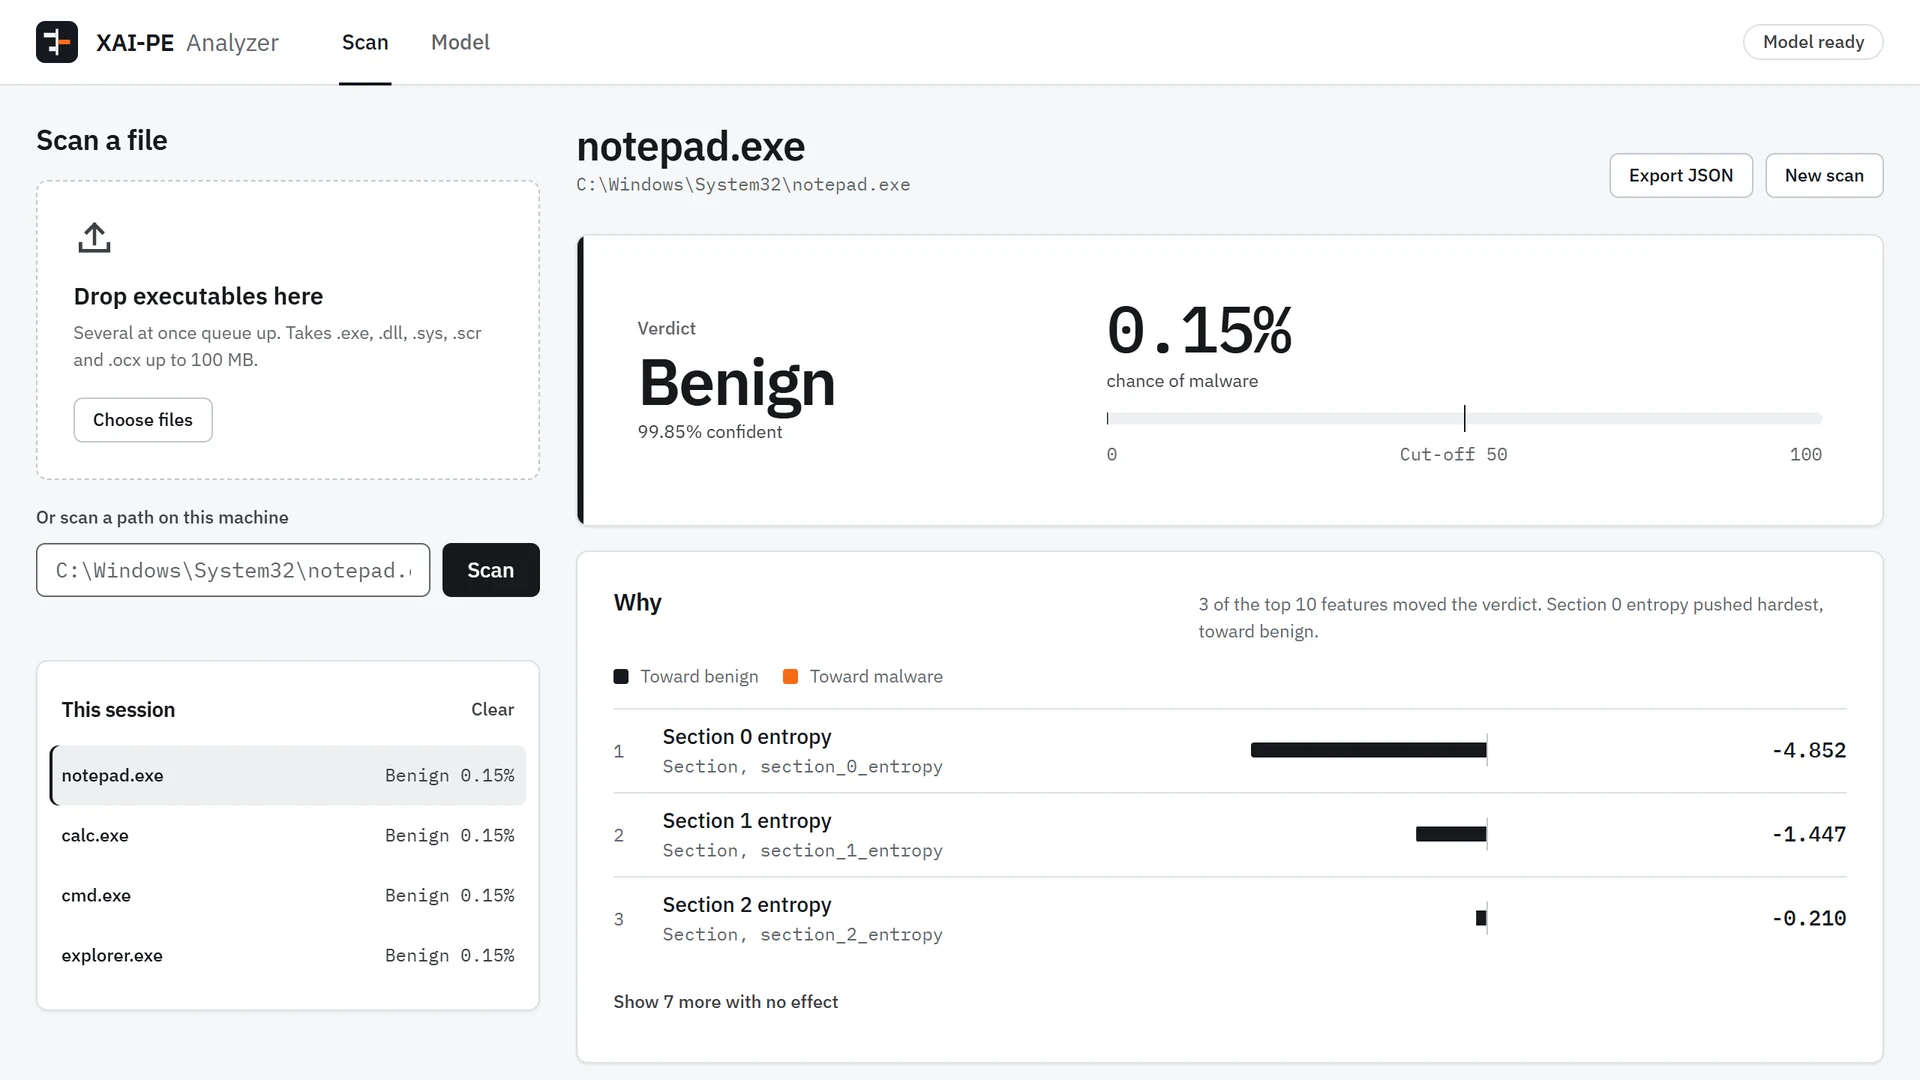 XAI-PE Analyzer
Scan
Model
Model ready
Scan a file
Drop executables here
Several at once queue up. Takes .exe, .dll, .sys, .scr
and .ocx up to 100 MB.
Choose files
Or scan a path on this machine
C:\Windows\System32\notepad.
Scan
This session
Clear
notepad.exe Benign 0.15%
calc.exe Benign 0.15%
cmd.exe Benign 0.15%
explorer.exe Benign 0.15%
notepad.exe
C:\Windows\System32\notepad.exe
Export JSON
New scan
Verdict
Benign
99.85% confident
0.15%
chance of malware
0 Cut-off 50 100
Why
3 of the top 10 features moved the verdict. Section 0 entropy pushed hardest,
toward benign.
Toward benign Toward malware
1 Section 0 entropy -4.852
Section, section_0_entropy
2 Section 1 entropy -1.447
Section, section_1_entropy
3 Section 2 entropy -0.210
Section, section_2_entropy
Show 7 more with no effect